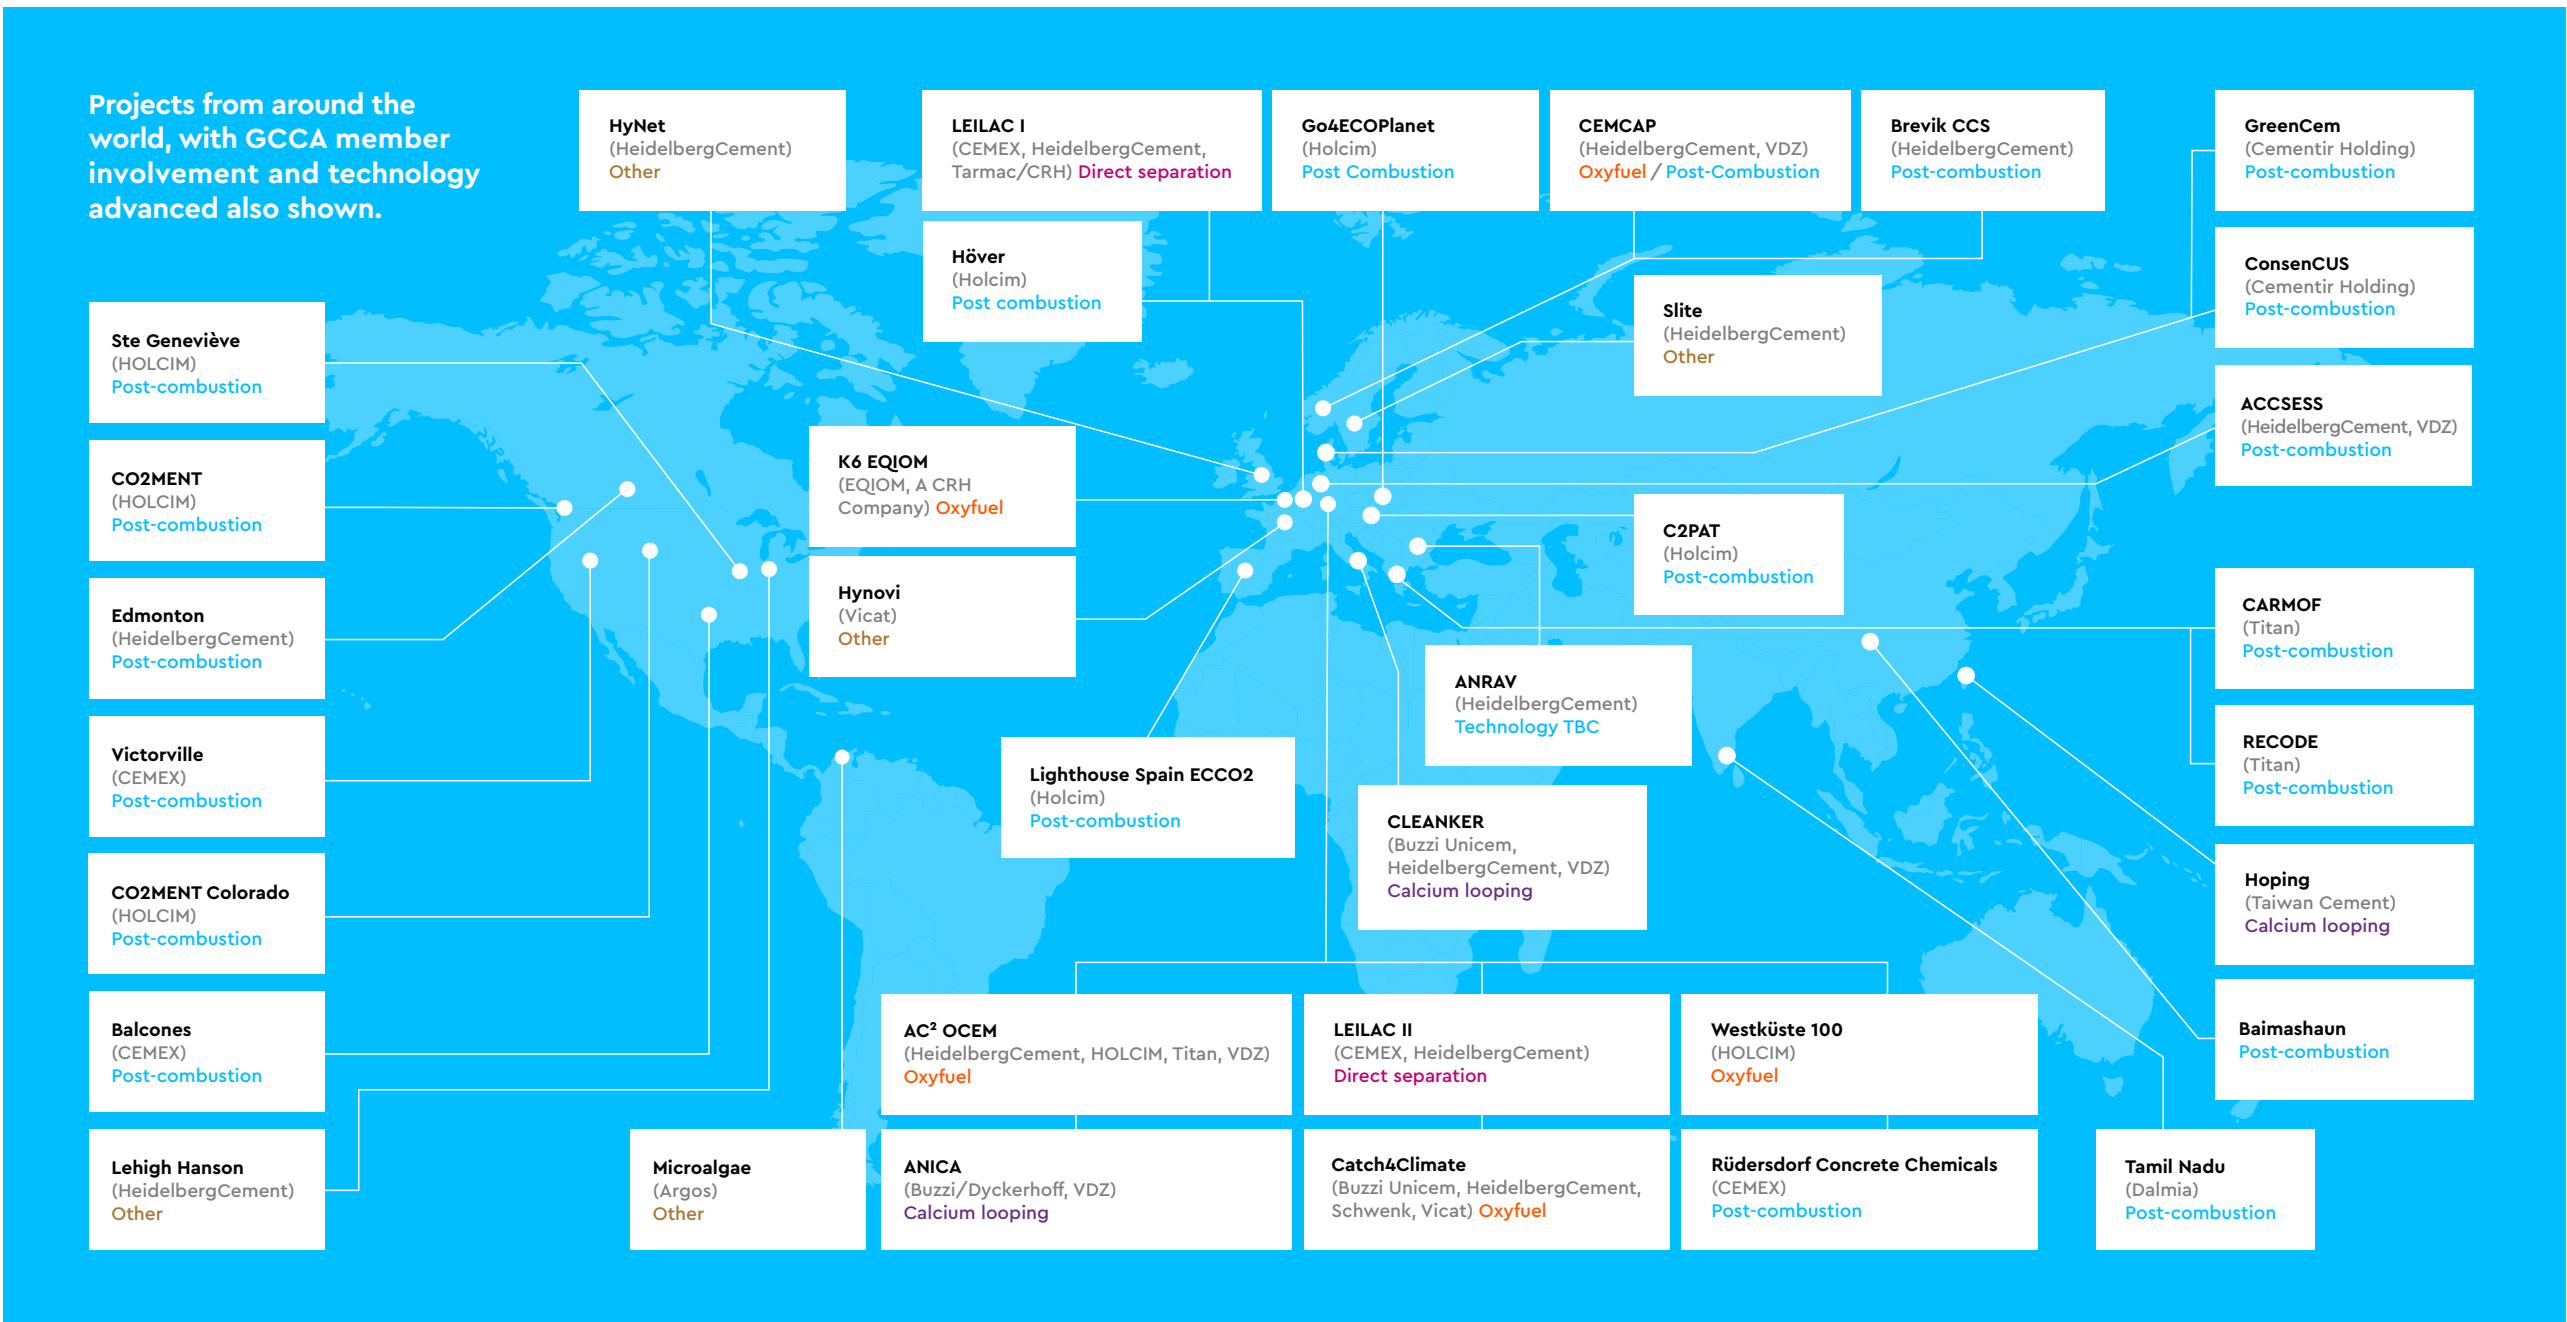 Projects from around the
world, with GCCA member
involvement and technology
advanced also shown.
HyNet
(HeidelbergCement)
Other
LEILAC I
(CEMEX, HeidelbergCement,
Tarmac/CRH) Direct separation
Go4ECOPlanet
(Holcim)
Post Combustion
CEMCAP
(HeidelbergCement, VDZ)
Oxyfuel / Post-Combustion
Brevik CCS
(HeidelbergCement)
Post-combustion
GreenCem
(Cementir Holding)
Post-combustion
Höver
(Holcim)
Post combustion
ConsenCUS
(Cementir Holding)
Post-combustion
Slite
(HeidelbergCement)
Other
Ste Geneviève
(HOLCIM)
Post-combustion
ACCSESS
(HeidelbergCement, VDZ)
Post-combustion
CO2MENT
(HOLCIM)
Post-combustion
K6 EQIOM
(EQIOM, A CRH
Company) Oxyfuel
C2PAT
(Holcim)
Post-combustion
Edmonton
(HeidelbergCement)
Post-combustion
Hynovi
(Vicat)
Other
CARMOF
(Titan)
Post-combustion
ANRAV
(HeidelbergCement)
Technology TBC
Victorville
(CEMEX)
Post-combustion
RECODE
(Titan)
Post-combustion
Lighthouse Spain ECCO2
(Holcim)
Post-combustion
CLEANKER
(Buzzi Unicem,
HeidelbergCement, VDZ)
Calcium looping
CO2MENT Colorado
(HOLCIM)
Post-combustion
Hoping
(Taiwan Cement)
Calcium looping
Balcones
(CEMEX)
Post-combustion
AC² OCEM
(HeidelbergCement, HOLCIM, Titan, VDZ)
Oxyfuel
LEILAC II
(CEMEX, HeidelbergCement)
Direct separation
Westküste 100
(HOLCIM)
Oxyfuel
Baimashaun
Post-combustion
Lehigh Hanson
(HeidelbergCement)
Other
Microalgae
(Argos)
Other
ANICA
(Buzzi/Dyckerhoff, VDZ)
Calcium looping
Catch4Climate
(Buzzi Unicem, HeidelbergCement,
Schwenk, Vicat) Oxyfuel
Rüdersdorf Concrete Chemicals
(CEMEX)
Post-combustion
Tamil Nadu
(Dalmia)
Post-combustion